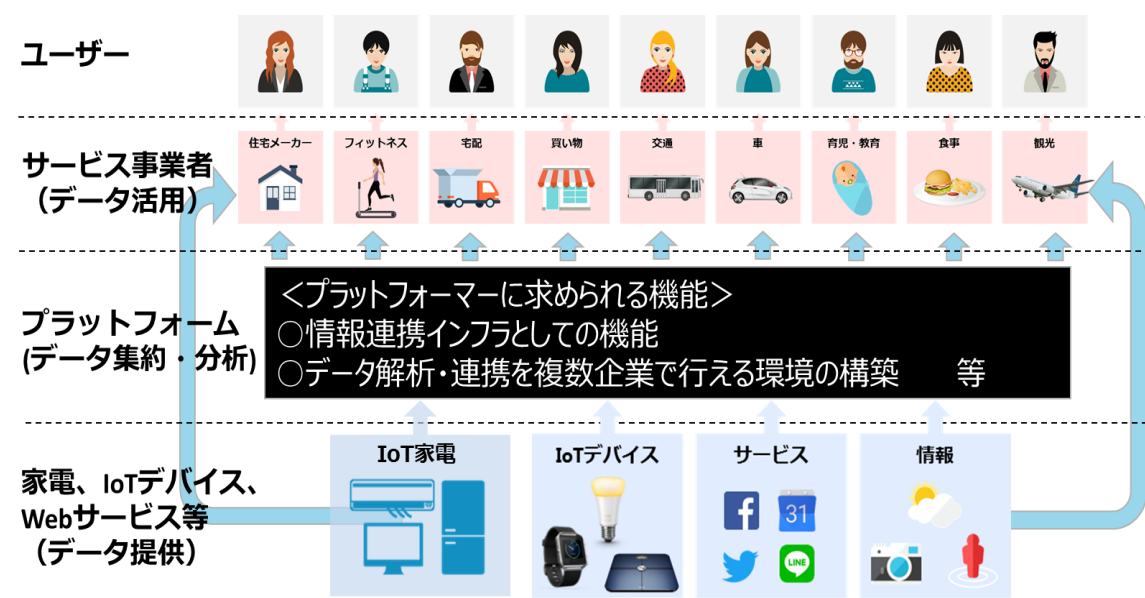 ユーザー
住宅メーカー
フィットネス
宅配
買い物
交通
車
育児・教育
食事
観光
サービス事業者
（データ活用）
プラットフォーム
(データ集約・分析)
＜プラットフォーマーに求められる機能＞
○情報連携インフラとしての機能
○データ解析・連携を複数企業で行える環境の構築　　等
家電、IoTデバイス、
Webサービス等
（データ提供）
IoT家電
IoTデバイス
サービス
31
LINE
情報